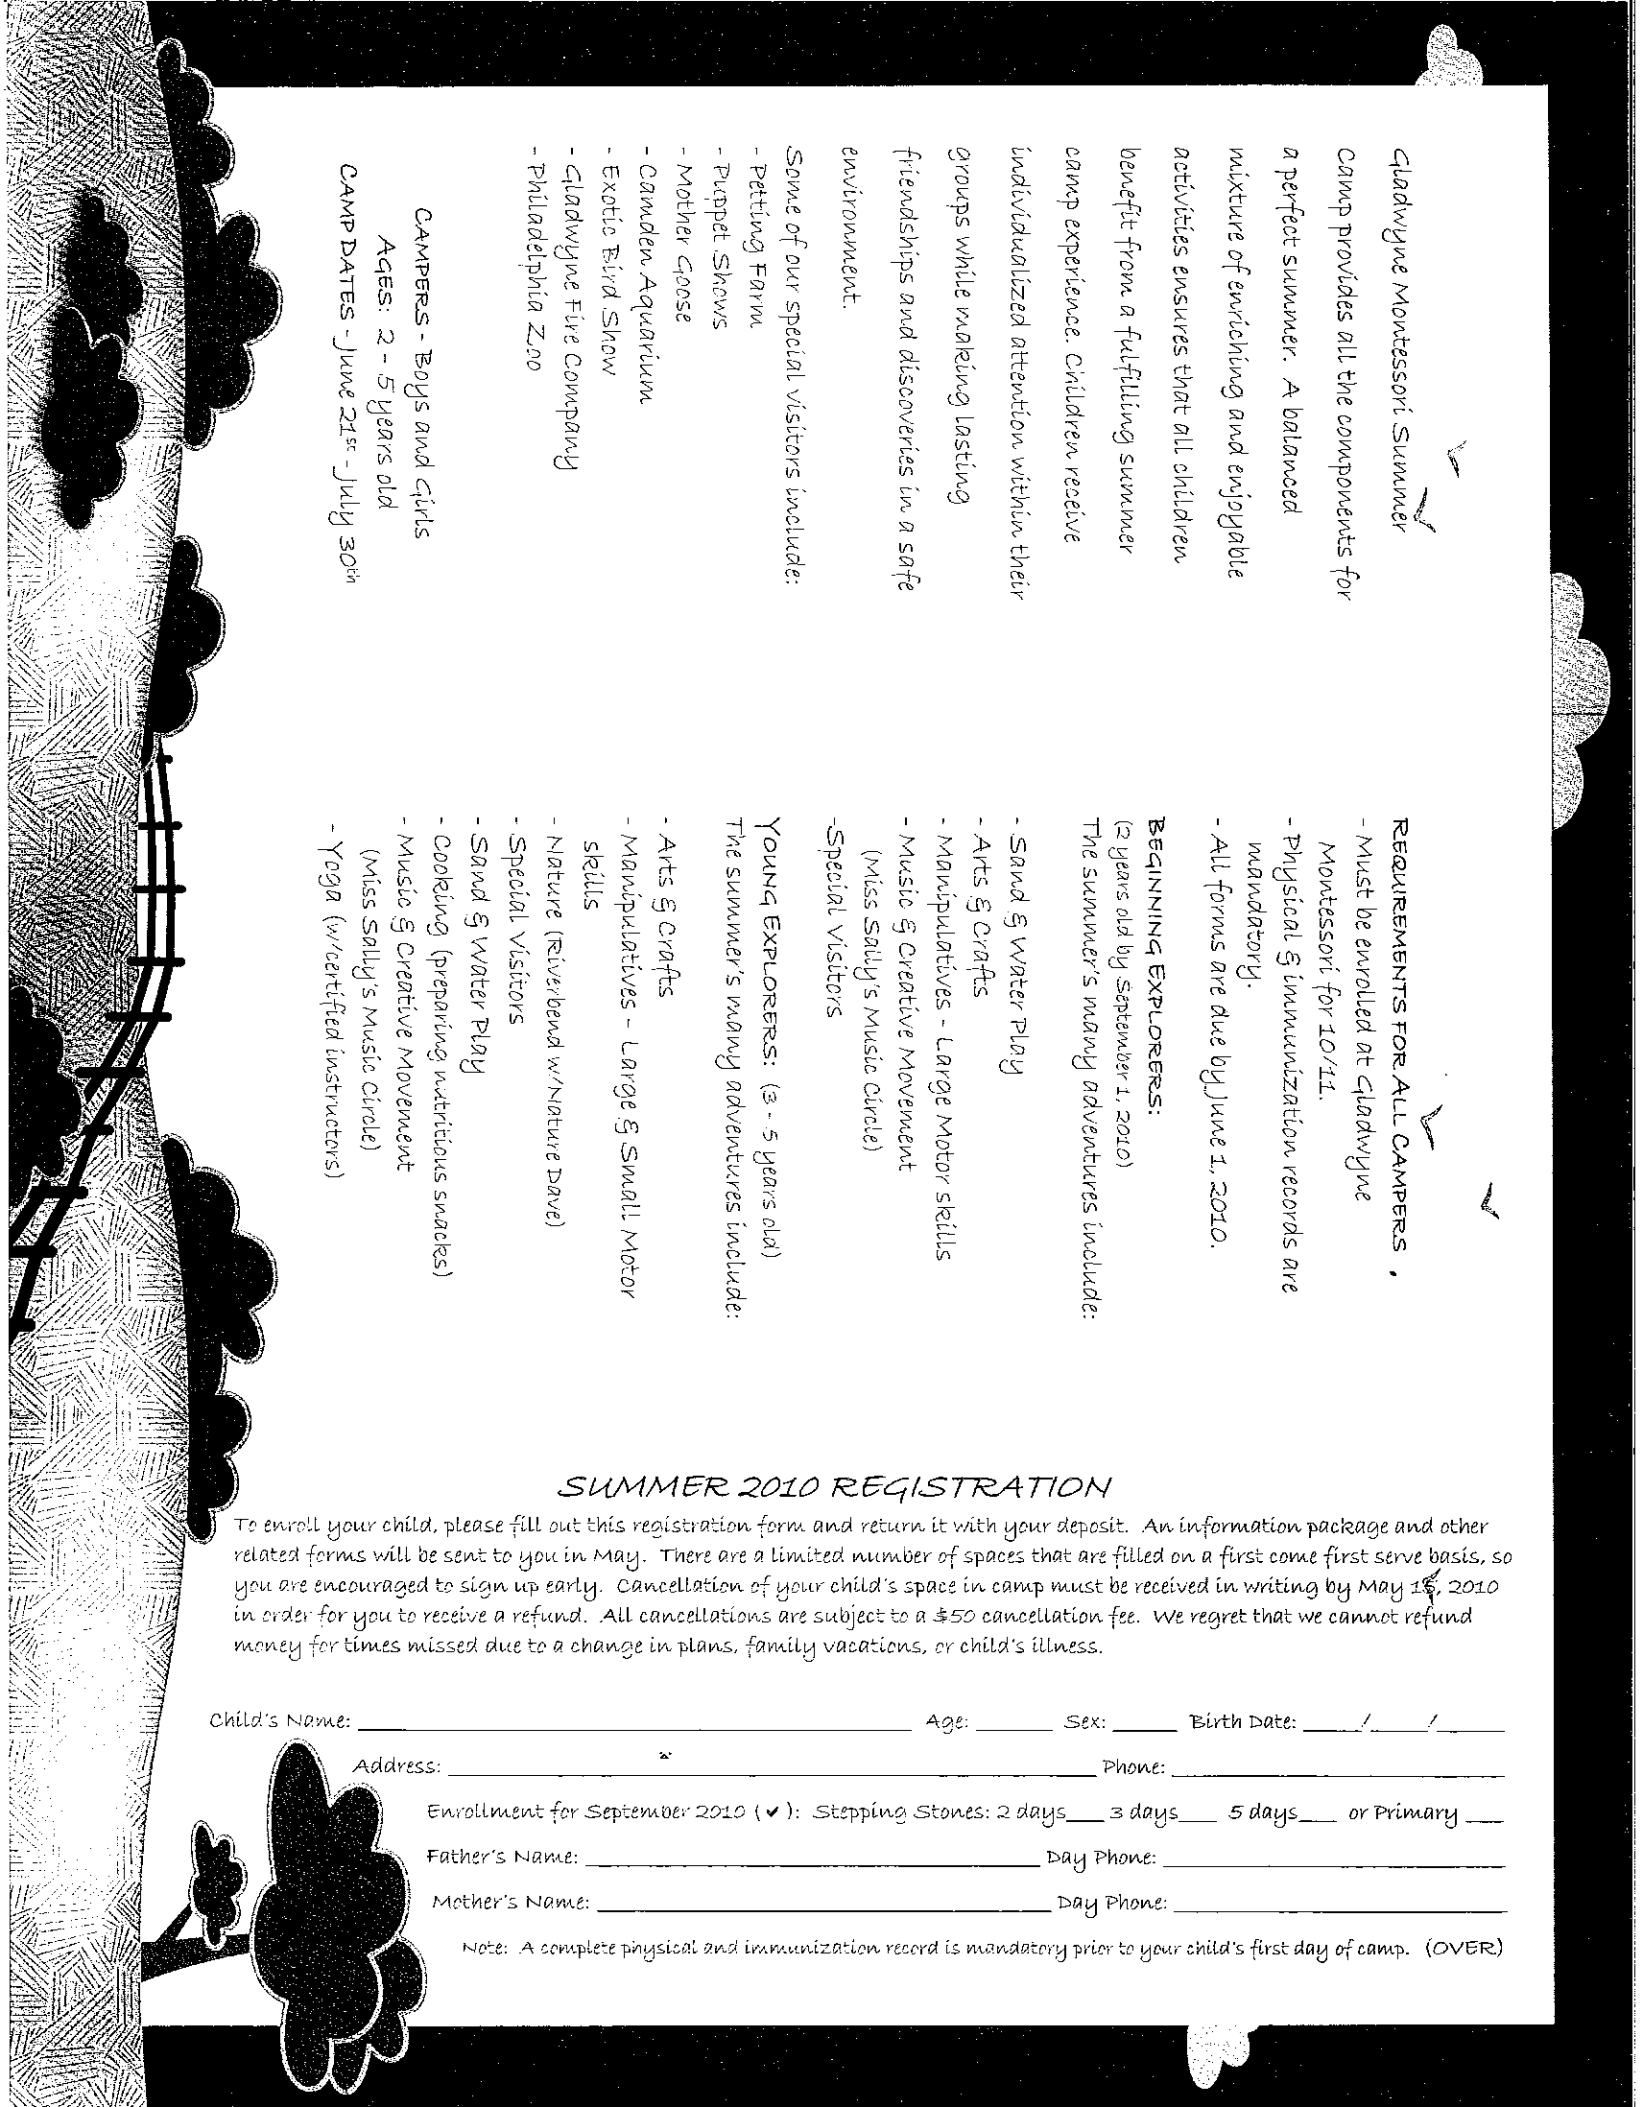 Gladwyne Montessori Summer
Camp provides all the components for
a perfect summer. A balanced
mixture of enriching and enjoyable
activities ensures that all children
benefit from a fulfilling summer
camp experience. Children receive
individualized attention within their
groups while making lasting
friendships and discoveries in a safe
environment.
Some of our special visitors include:
- Petting Farm
- Puppet Shows
- Mother Goose
- Camden Aquarium
- Exotic Bird Show
- Gladwyne Fire Company
- Philadelphia Zoo
CAMPERS - Boys and Girls
AGES: 2 - 5 years old
CAMP DATES - June 21st - July 30th
REQUIREMENTS FOR ALL CAMPERS
- Must be enrolled at Gladwyne
Montessori for 10/11.
- Physical & immunization records are
mandatory.
- All forms are due by June 1, 2010.
BEGINNING EXPLORERS:
(2 years old by September 1, 2010)
The summer's many adventures include:
- Sand & Water Play
- Arts & Crafts
- Manipulatives - Large Motor skills
- Music & Creative Movement
(Miss Sally's Music Circle)
-Special Visitors
YOUNG EXPLORERS: (3 - 5 years old)
The summer's many adventures include:
- Arts & Crafts
- Manipulatives - Large & Small Motor
skills
- Nature (Riverbend w/Nature Dave)
- Special Visitors
- Sand & Water Play
- Cooking (preparing nutritious snacks)
- Music & Creative Movement
(Miss Sally's Music Circle)
- Yoga (w/certified instructors)
SUMMER 2010 REGISTRATION
To enroll your child, please fill out this registration form and return it with your deposit. An information package and other
related forms will be sent to you in May. There are a limited number of spaces that are filled on a first come first serve basis, so
you are encouraged to sign up early. Cancellation of your child's space in camp must be received in writing by May , 2010
in order for you to receive a refund. All cancellations are subject to a $50 cancellation fee. We regret that we cannot refund
money for times missed due to a change in plans, family vacations, or child's illness.
Child's Name: ____ Age: ____ Sex: ____ Birth Date: ____/____/____
Address: ____ Phone: ____
Enrollment for September 2010 (✔): Stepping Stones: 2 days___ 3 days___ 5 days___ or Primary ___
Father's Name: ____ Day Phone: ____
Mother's Name: ____ Day Phone: ____
Note: A complete physical and immunization record is mandatory prior to your child's first day of camp. (OVER)